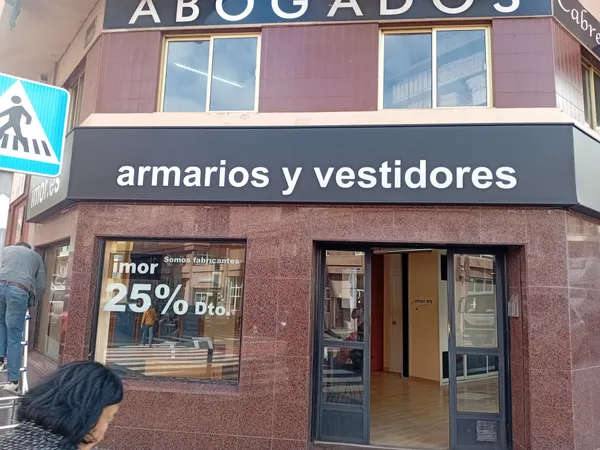 ABOGADOS
Cabre
armarios y vestidores
imor.es
Somos fabricantes
imor
25% Dto.
imor.es